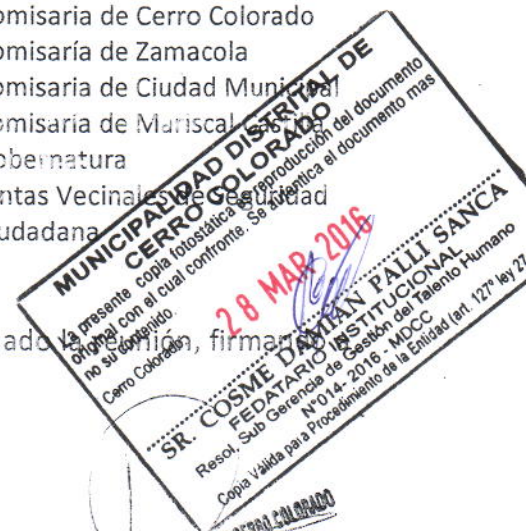 omisaria de Cerro Colorado
omisaría de Zamacola
omisaria de Ciudad Municipal
omisaria de Mariscal Castilla
obernatura
ntas Vecinales de Seguridad
udadana
ado la reunión, firmando
MUNICIPALIDAD DISTRITAL DE
CERRO COLORADO
La presente copia fotostática es reproducción del documento
original con el cual confronte. Se autentica el documento mas
no su contenido.
Cerro Colorado
28 MAR 2016
SR. COSME DAMIÁN PALLI SANCA
FEDATARIO INSTITUCIONAL
Resol. Sub Gerencia de Gestión del Talento Humano
N°014- 2016 - MDCC
Copia Válida para Procedimiento de la Entidad (art. 127° ley 27
CERRO COLORADO